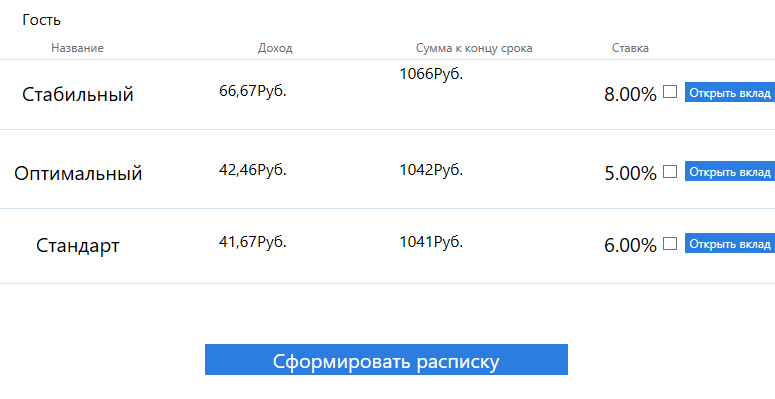 Гость
Название Доход Сумма к концу срока Ставка
Стабильный 66,67Руб. 1066Руб. 8.00% Открыть вклад
Оптимальный 42,46Руб. 1042Руб. 5.00% Открыть вклад
Стандарт 41,67Руб. 1041Руб. 6.00% Открыть вклад
Сформировать расписку